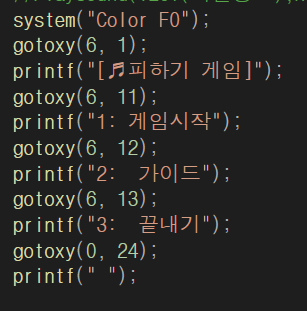 system("Color F0");
gotoxy(6, 1);
printf("[🎵피하기 게임]");
gotoxy(6, 11);
printf("1: 게임시작");
gotoxy(6, 12);
printf("2:  가이드");
gotoxy(6, 13);
printf("3:  끝내기");
gotoxy(0, 24);
printf(" ");